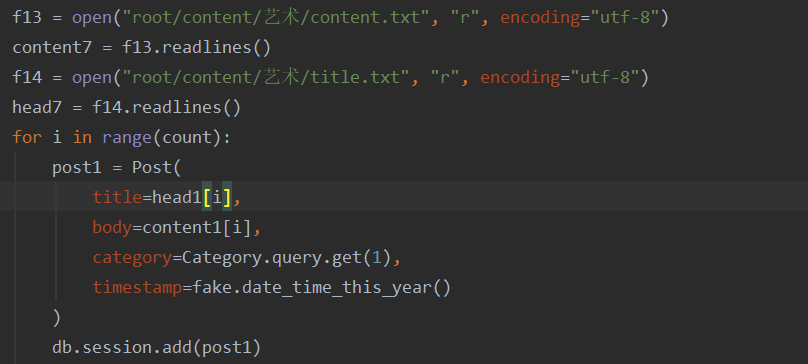 f13 = open("root/content/艺术/content.txt", "r", encoding="utf-8")
content7 = f13.readlines()
f14 = open("root/content/艺术/title.txt", "r", encoding="utf-8")
head7 = f14.readlines()
for i in range(count):
    post1 = Post(
        title=head1[i],
        body=content1[i],
        category=Category.query.get(1),
        timestamp=fake.date_time_this_year()
    )
    db.session.add(post1)